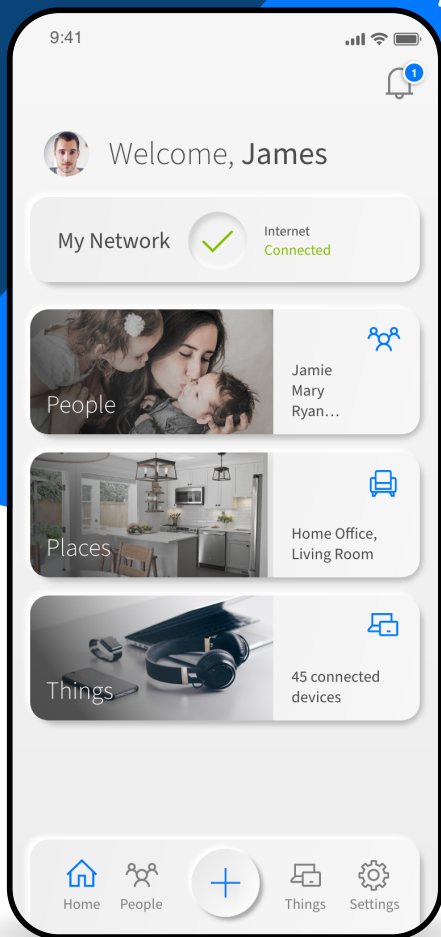 9:41
1
Welcome, James
My Network
Internet
Connected
People
Jamie
Mary
Ryan…
Places
Home Office,
Living Room
Things
45 connected
devices
Home
People
Things
Settings